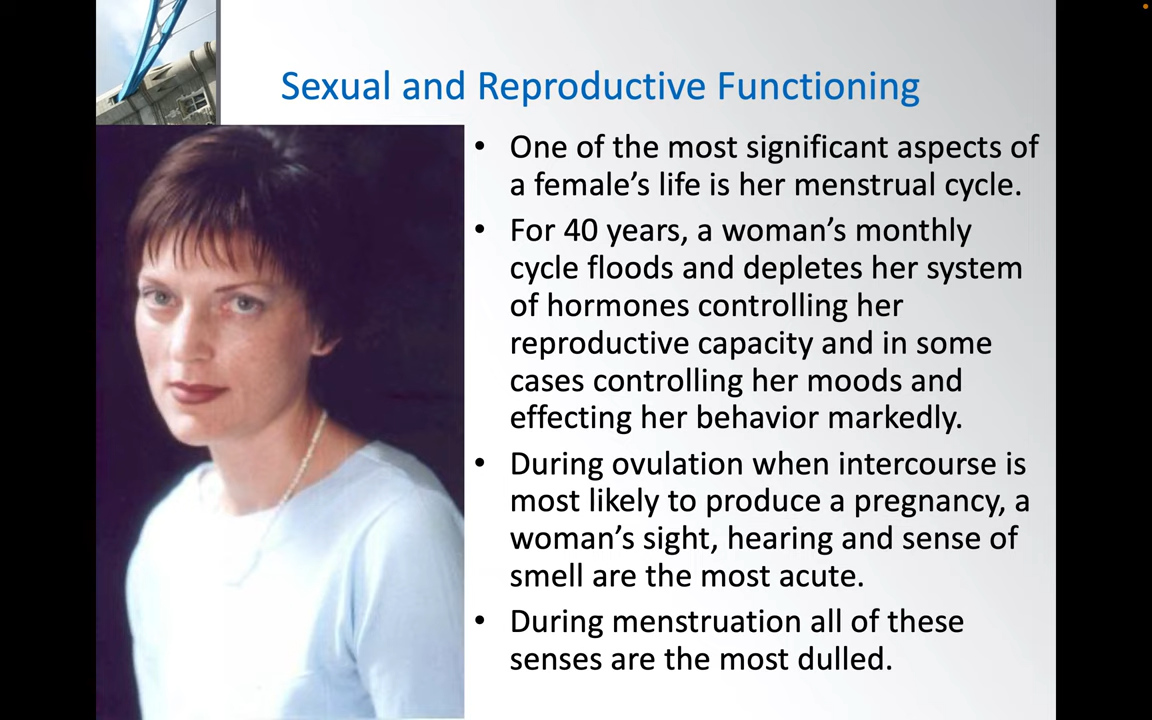 Sexual and Reproductive Functioning
• One of the most significant aspects of
a female’s life is her menstrual cycle.
• For 40 years, a woman’s monthly
cycle floods and depletes her system
of hormones controlling her
reproductive capacity and in some
cases controlling her moods and
effecting her behavior markedly.
• During ovulation when intercourse is
most likely to produce a pregnancy, a
woman’s sight, hearing and sense of
smell are the most acute.
• During menstruation all of these
senses are the most dulled.